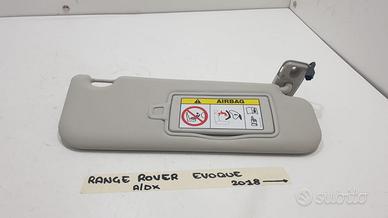 AIRBAG
RANGE ROVER EVOQUE
A/DX 2018
subito